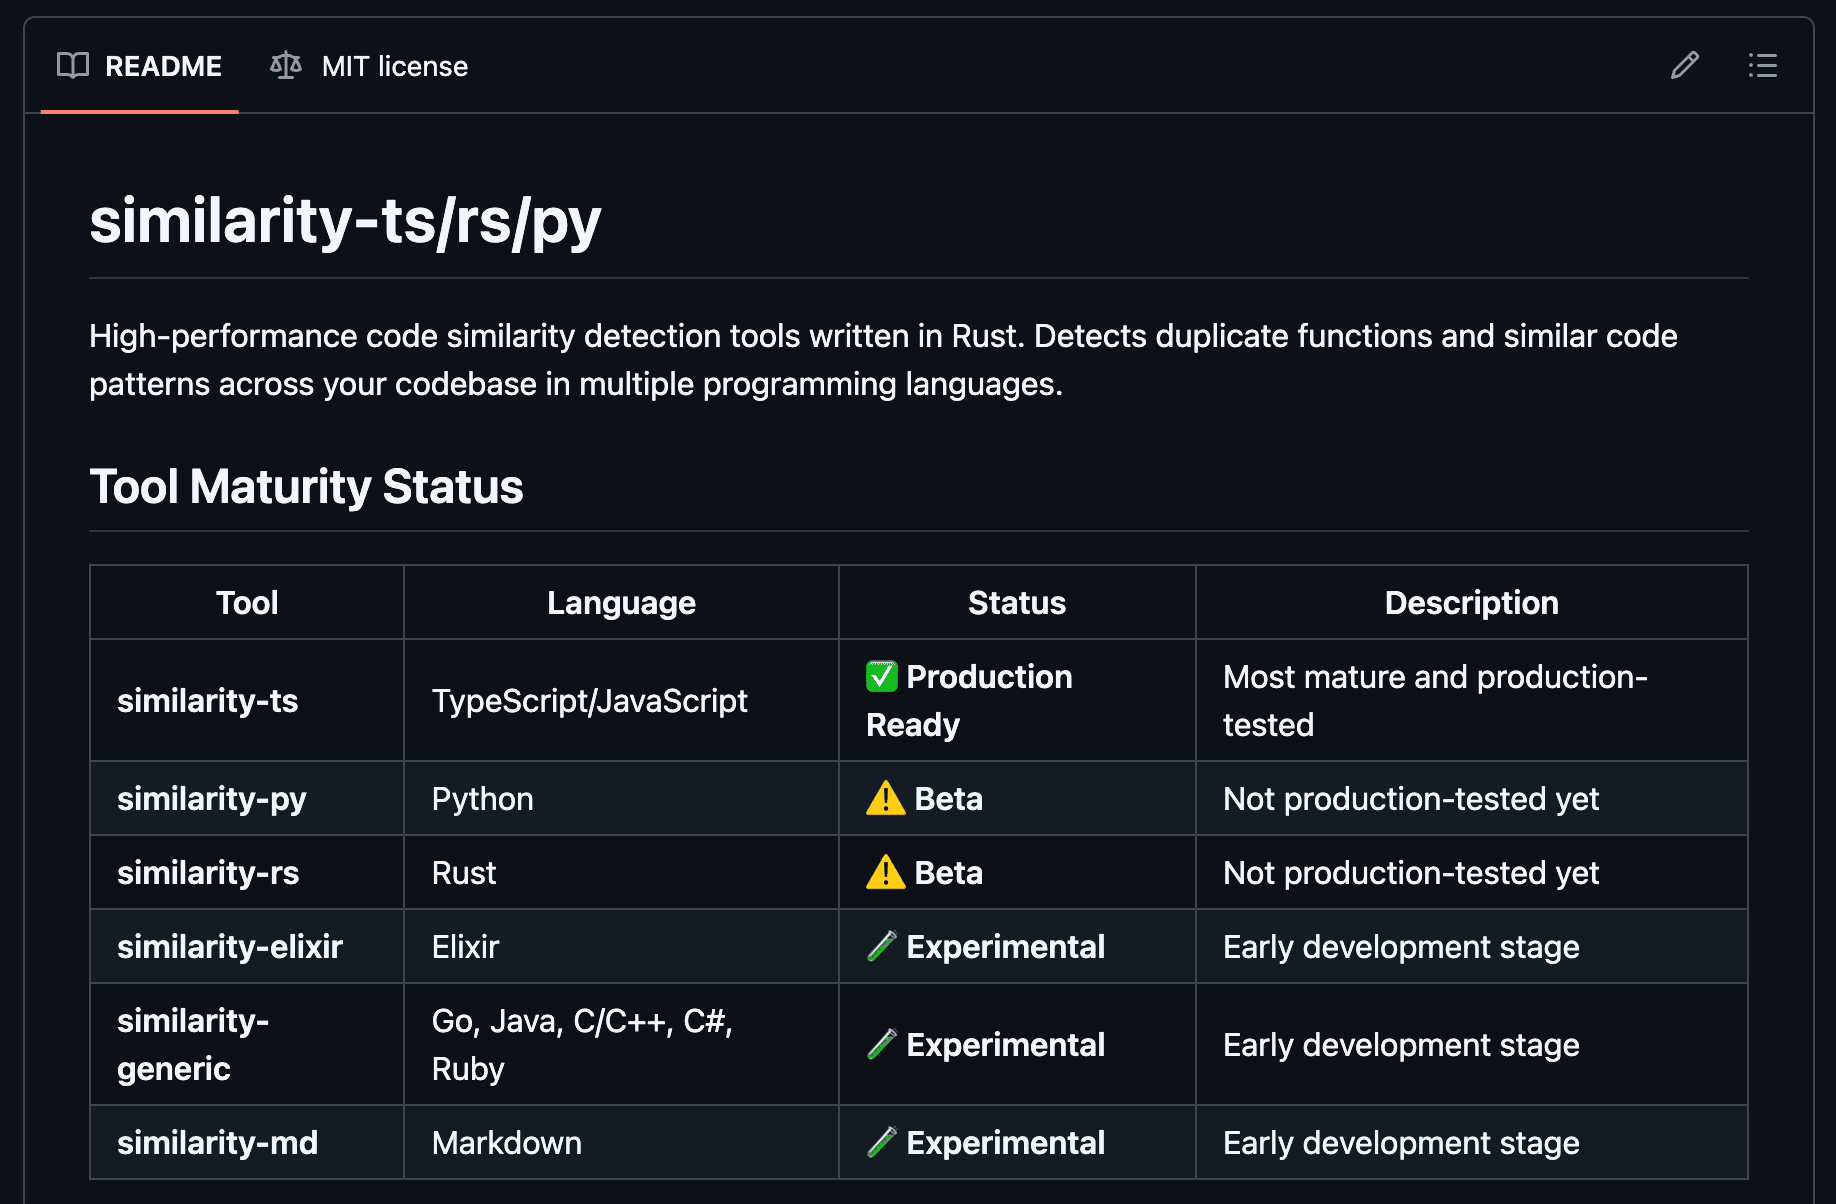 README
MIT license
similarity-ts/rs/py
High-performance code similarity detection tools written in Rust. Detects duplicate functions and similar code
patterns across your codebase in multiple programming languages.
Tool Maturity Status
Tool Language Status Description
similarity-ts TypeScript/JavaScript ✅ Production Ready Most mature and production-tested
similarity-py Python ⚠️ Beta Not production-tested yet
similarity-rs Rust ⚠️ Beta Not production-tested yet
similarity-elixir Elixir 🧪 Experimental Early development stage
similarity-generic Go, Java, C/C++, C#, Ruby 🧪 Experimental Early development stage
similarity-md Markdown 🧪 Experimental Early development stage